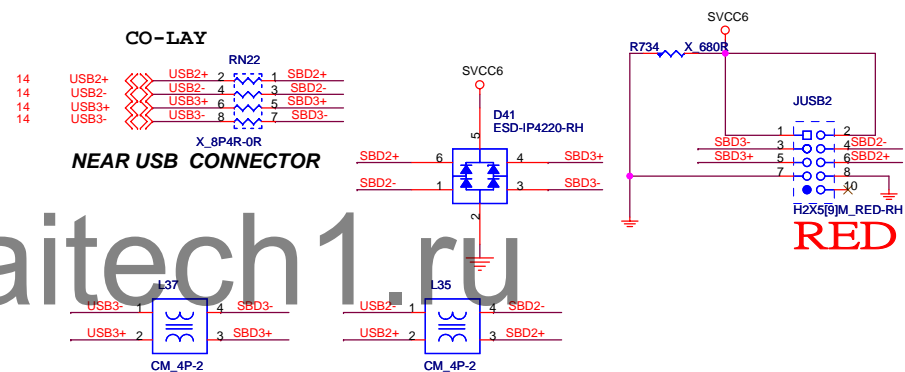 CO-LAY
RN22
14 USB2+ USB2+ 2 1 SBD2+
14 USB2- USB2- 4 3 SBD2-
14 USB3+ USB3+ 6 5 SBD3+
14 USB3- USB3- 8 7 SBD3-
X_8P4R-0R
NEAR USB CONNECTOR
SVCC6
D41
ESD-IP4220-RH
5
SBD2+ 6 4 SBD3+
SBD2- 1 3 SBD3-
2
SVCC6
R734 X_680R
JUSB2
1 2
SBD3- 3 4 SBD2-
SBD3+ 5 6 SBD2+
7 8
10
H2X5[9]M_RED-RH
RED
aitech1.ru
L37
USB3- 1 4 SBD3-
USB3+ 2 3 SBD3+
CM_4P-2
L35
USB2- 1 4 SBD2-
USB2+ 2 3 SBD2+
CM_4P-2